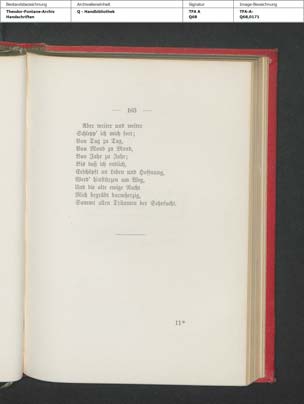 Bestandsbezeichnung Archiveinheit Signatur Image-Bezeichnung
Theodor-Fontane-Archiv Q - Handbibliothek TFA A TFA-A-
Handschriften Q68 Q68,0171
— 163 —
Aber weiter und weiter
Schlepp' ich mich fort;
Von Tag zu Tag,
Von Mond zu Mond,
Von Jahr zu Jahr;
Bis daß ich endlich,
Erschöpft an Leben und Hoffnung,
Werd' hinstürzen am Weg,
Und die alte ewige Nacht
Mich begräbt barmherzig,
Sammt allen Träumen der Sehnsucht.
11*